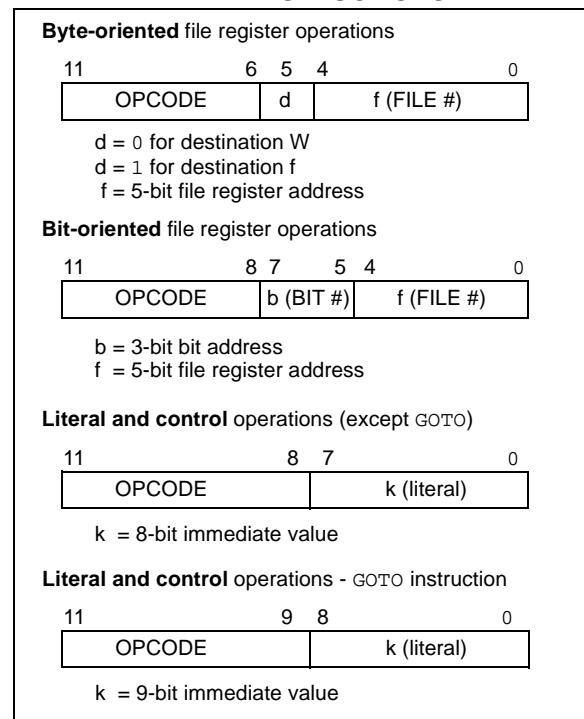 Byte-oriented file register operations
11 6 5 4 0
OPCODE d f (FILE #)
d = 0 for destination W
d = 1 for destination f
f = 5-bit file register address
Bit-oriented file register operations
11 8 7 5 4 0
OPCODE b (BIT #) f (FILE #)
b = 3-bit bit address
f = 5-bit file register address
Literal and control operations (except GOTO)
11 8 7 0
OPCODE k (literal)
k = 8-bit immediate value
Literal and control operations - GOTO instruction
11 9 8 0
OPCODE k (literal)
k = 9-bit immediate value